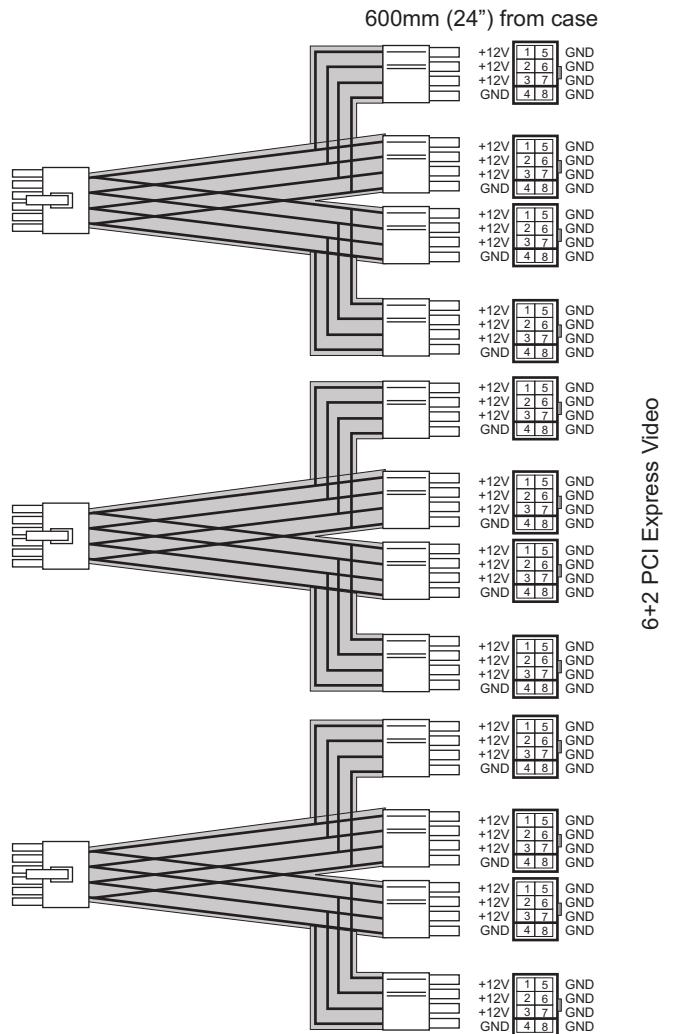 600mm (24”) from case
+12V 1 5 GND
+12V 2 6 GND
+12V 3 7 GND
GND 4 8 GND
+12V 1 5 GND
+12V 2 6 GND
+12V 3 7 GND
GND 4 8 GND
+12V 1 5 GND
+12V 2 6 GND
+12V 3 7 GND
GND 4 8 GND
+12V 1 5 GND
+12V 2 6 GND
+12V 3 7 GND
GND 4 8 GND
+12V 1 5 GND
+12V 2 6 GND
+12V 3 7 GND
GND 4 8 GND
+12V 1 5 GND
+12V 2 6 GND
+12V 3 7 GND
GND 4 8 GND
+12V 1 5 GND
+12V 2 6 GND
+12V 3 7 GND
GND 4 8 GND
+12V 1 5 GND
+12V 2 6 GND
+12V 3 7 GND
GND 4 8 GND
+12V 1 5 GND
+12V 2 6 GND
+12V 3 7 GND
GND 4 8 GND
+12V 1 5 GND
+12V 2 6 GND
+12V 3 7 GND
GND 4 8 GND
+12V 1 5 GND
+12V 2 6 GND
+12V 3 7 GND
GND 4 8 GND
+12V 1 5 GND
+12V 2 6 GND
+12V 3 7 GND
GND 4 8 GND
6+2 PCI Express Video